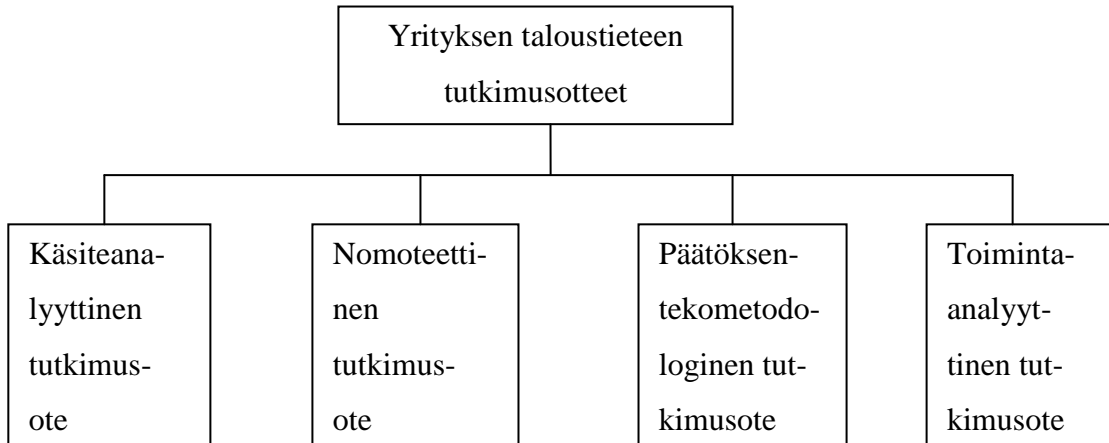 Yrityksen taloustieteen
tutkimusotteet
Käsiteana-
lyyttinen
tutkimus-
ote
Nomoteetti-
nen
tutkimus-
ote
Päätöksen-
tekometodo-
loginen tut-
kimusote
Toiminta-
analyyt-
tinen tut-
kimusote